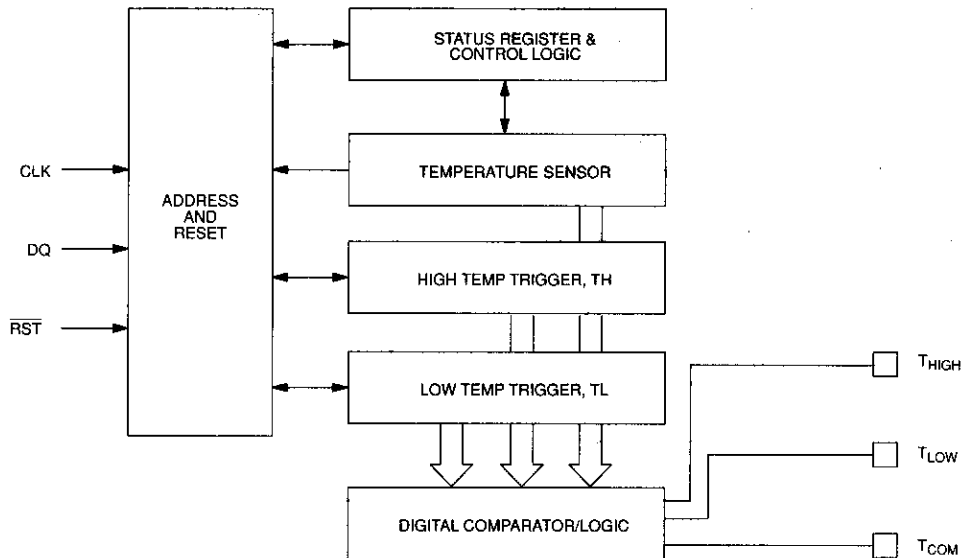 STATUS REGISTER &
CONTROL LOGIC
CLK
TEMPERATURE SENSOR
ADDRESS
AND
RESET
DQ
HIGH TEMP TRIGGER, TH
RST
LOW TEMP TRIGGER, TL
THIGH
TLOW
DIGITAL COMPARATOR/LOGIC
TCOM